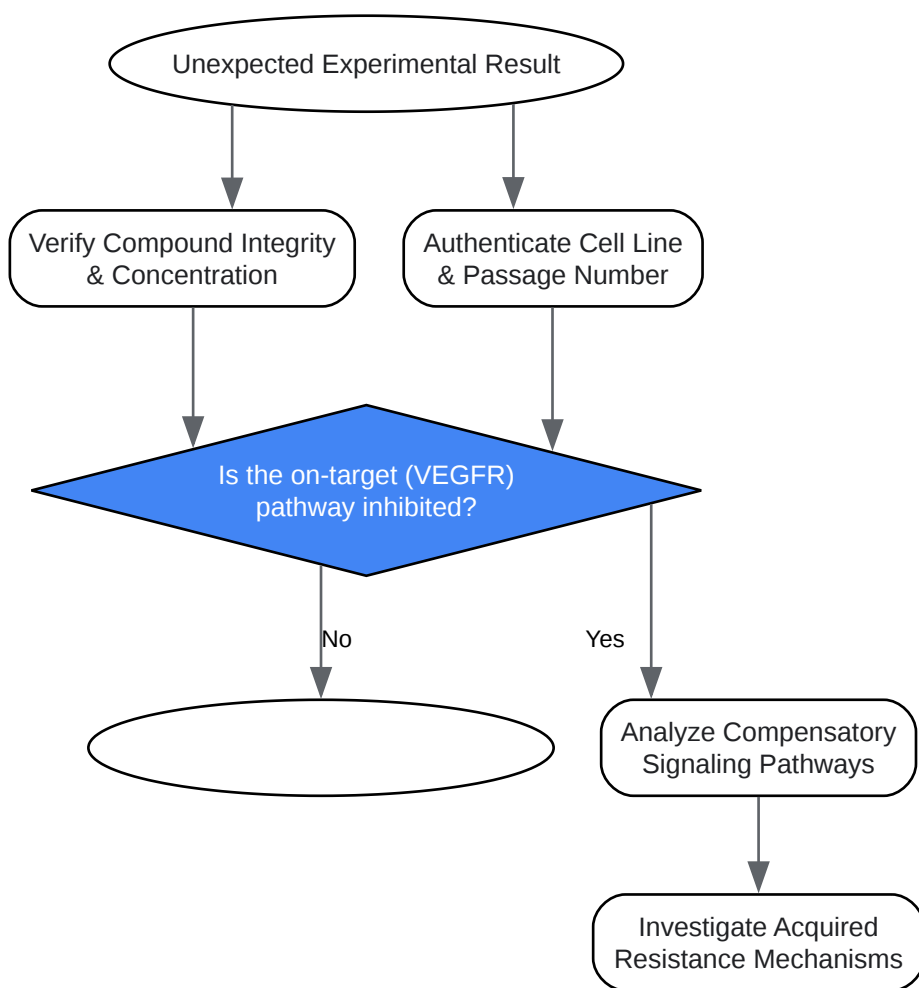 Unexpected Experimental Result
Verify Compound Integrity
& Concentration
Authenticate Cell Line
& Passage Number
Is the on-target (VEGFR)
pathway inhibited?
No
Yes
Analyze Compensatory
Signaling Pathways
Investigate Acquired
Resistance Mechanisms